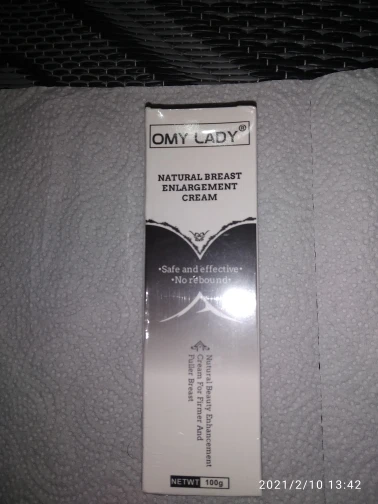 OMY LADY®
NATURAL BREAST
ENLARGEMENT
CREAM
•Safe and effective•
•No rebound•
Natural Beauty Enhancement
Cream For Firmer And
Fuller Breast
NETWT 100g
2021/2/10 13:42